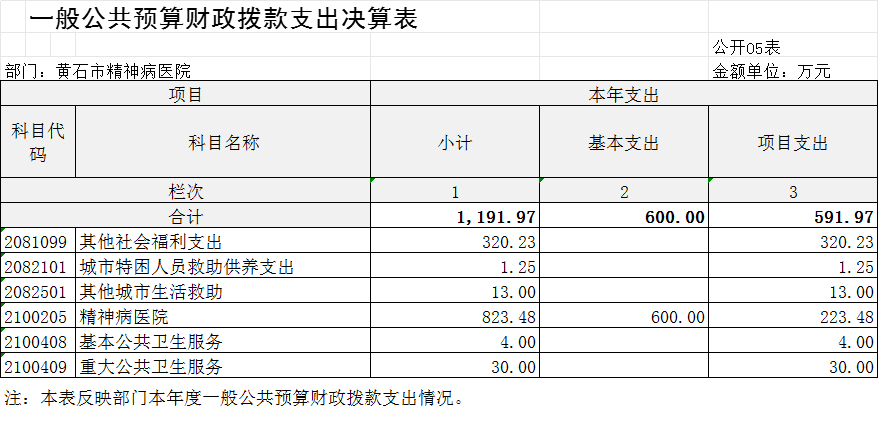 一般公共预算财政拨款支出决算表
公开05表
部门：黄石市精神病医院 金额单位：万元
项目 本年支出
科目代码 科目名称 小计 基本支出 项目支出
栏次 1 2 3
合计 1,191.97 600.00 591.97
2081099 其他社会福利支出 320.23 320.23
2082101 城市特困人员救助供养支出 1.25 1.25
2082501 其他城市生活救助 13.00 13.00
2100205 精神病医院 823.48 600.00 223.48
2100408 基本公共卫生服务 4.00 4.00
2100409 重大公共卫生服务 30.00 30.00
注：本表反映部门本年度一般公共预算财政拨款支出情况。